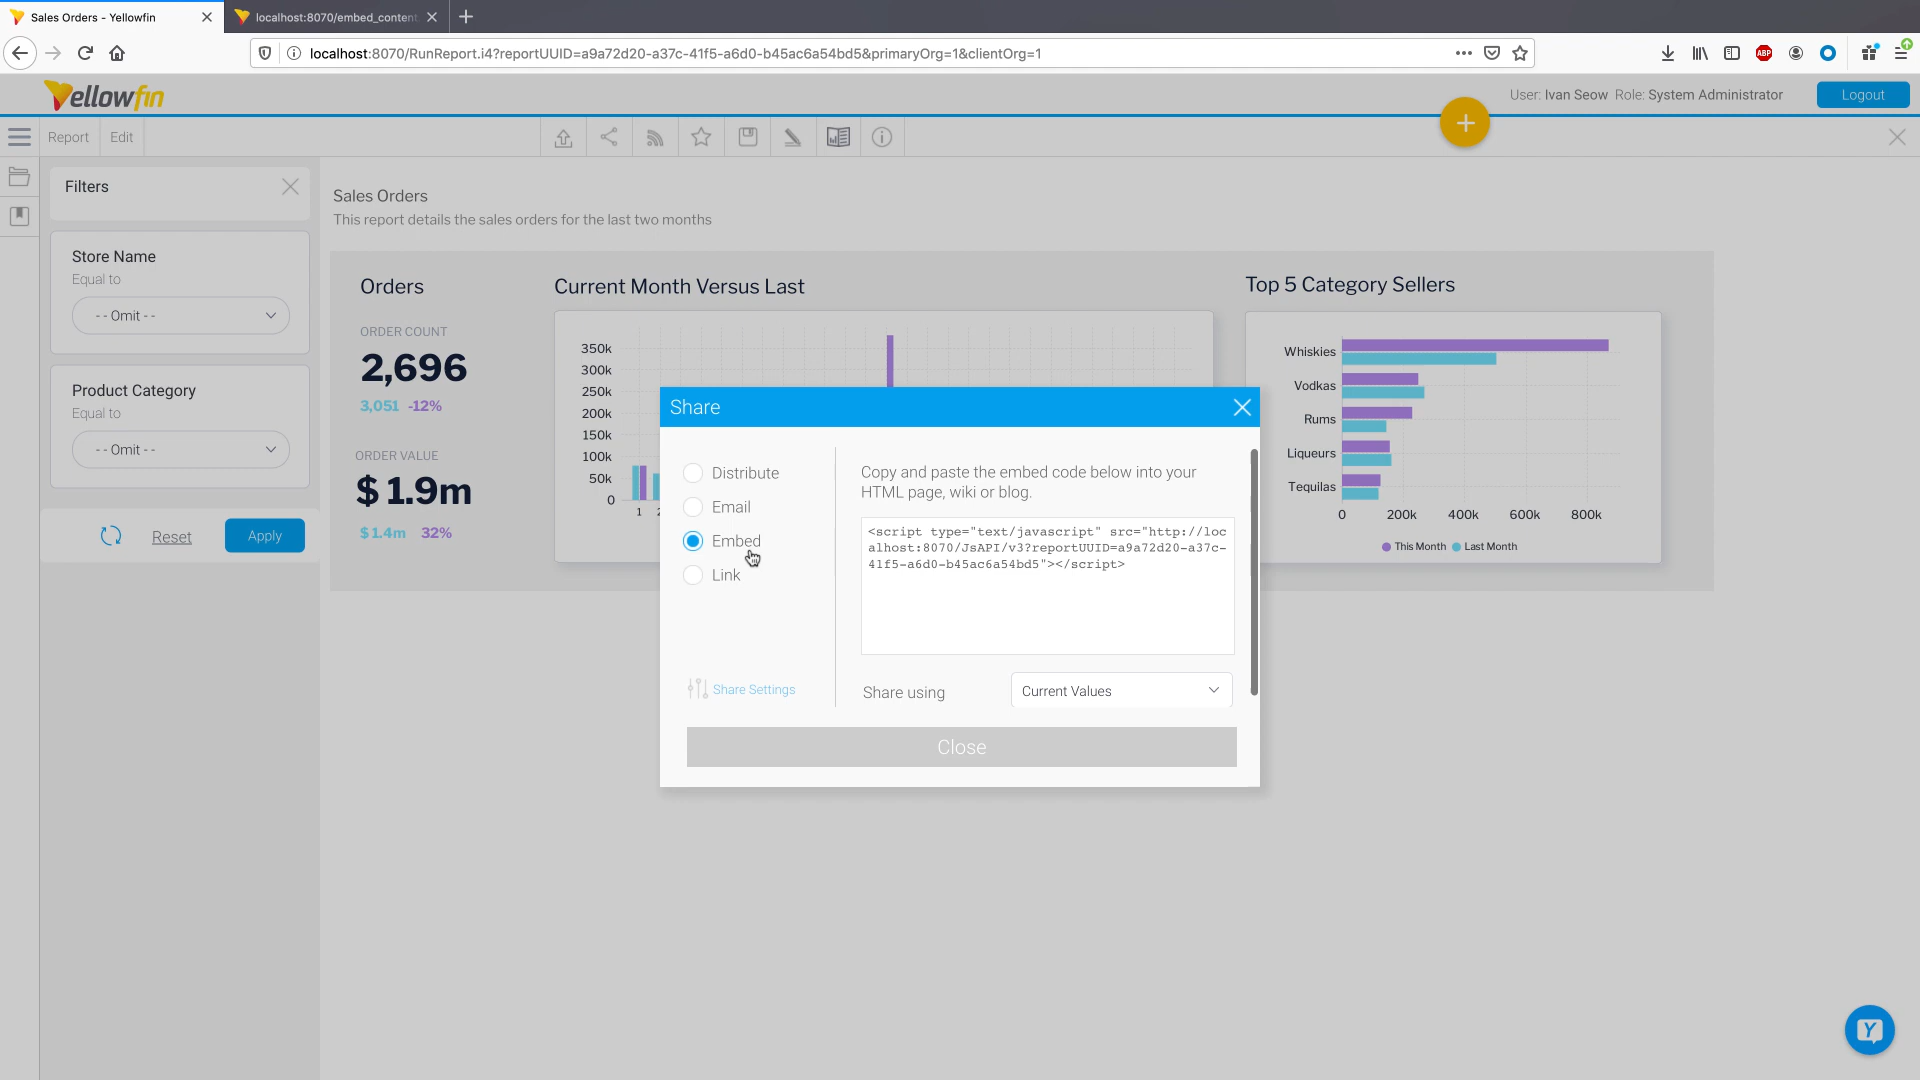 Sales Orders - Yellowfin
localhost:8070/embed_content
localhost:8070/RunReport.i4?reportUUID=a9a72d20-a37c-41f5-a6d0-b45ac6a54bd5&primaryOrg=1&clientOrg=1
ABP
Yellowfin
User: Ivan Seow Role: System Administrator
Logout
Report
Edit
+
Filters
Store Name
Equal to
- - Omit - -
Product Category
Equal to
- - Omit - -
Reset
Apply
Sales Orders
This report details the sales orders for the last two months
Orders
ORDER COUNT
2,696
3,051 -12%
ORDER VALUE
$ 1.9m
$ 1.4m 32%
Current Month Versus Last
350k
300k
250k
200k
150k
100k
50k
0
1
Top 5 Category Sellers
Whiskies
Vodkas
Rums
Liqueurs
Tequilas
0 200k 400k 600k 800k
This Month Last Month
Share
Distribute
Email
Embed
Link
Share Settings
Copy and paste the embed code below into your
HTML page, wiki or blog.
<script type="text/javascript" src="http://loc
alhost:8070/JsAPI/v3?reportUUID=a9a72d20-a37c-
41f5-a6d0-b45ac6a54bd5"></script>
Share using
Current Values
Close
Y